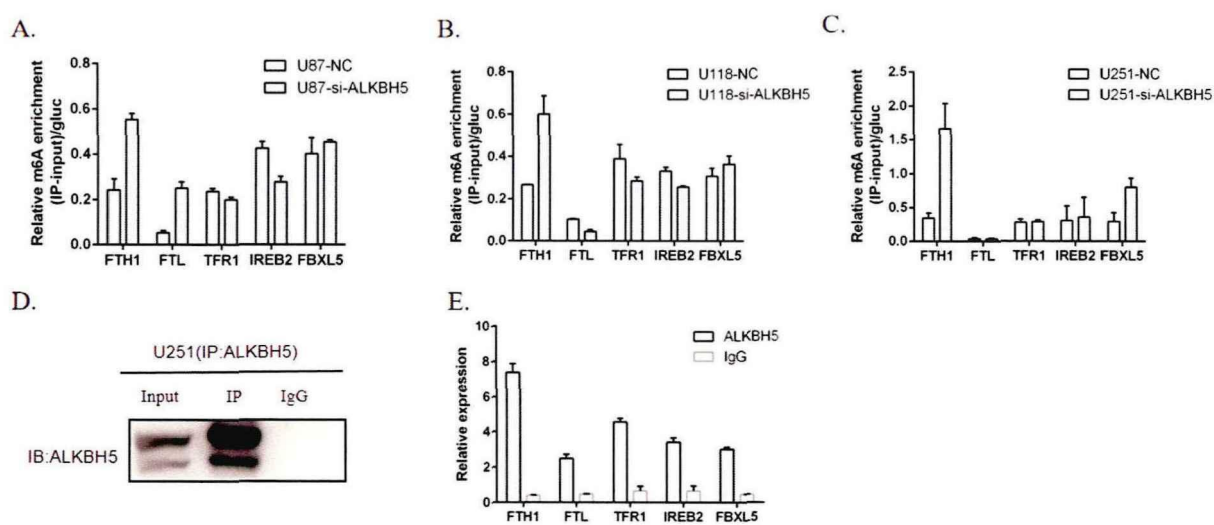 A.
Relative m6A enrichment
(IP-input)/gluc
0.8
0.6
0.4
0.2
0.0
U87-NC
U87-si-ALKBH5
FTH1 FTL TFR1 IREB2 FBXL5
B.
Relative m6A enrichment
(IP-input)/gluc
0.8
0.6
0.4
0.2
0.0
U118-NC
U118-si-ALKBH5
FTH1 FTL TFR1 IREB2 FBXL5
C.
Relative m6A enrichment
(IP-input)/gluc
2.5
2.0
1.5
1.0
0.5
0.0
U251-NC
U251-si-ALKBH5
FTH1 FTL TFR1 IREB2 FBXL5
D.
U251(IP:ALKBH5)
Input IP IgG
IB:ALKBH5
E.
Relative expression
10
8
6
4
2
0
ALKBH5
IgG
FTH1 FTL TFR1 IREB2 FBXL5